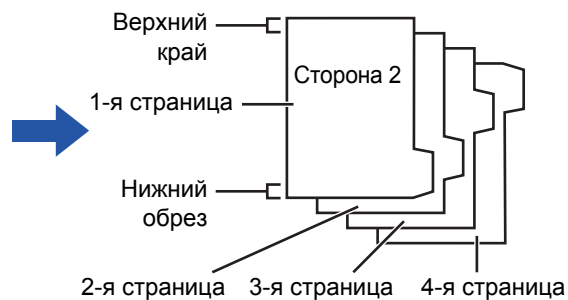 Верхний
край
Сторона 2
1-я страница
Нижний
обрез
2-я страница
3-я страница
4-я страница